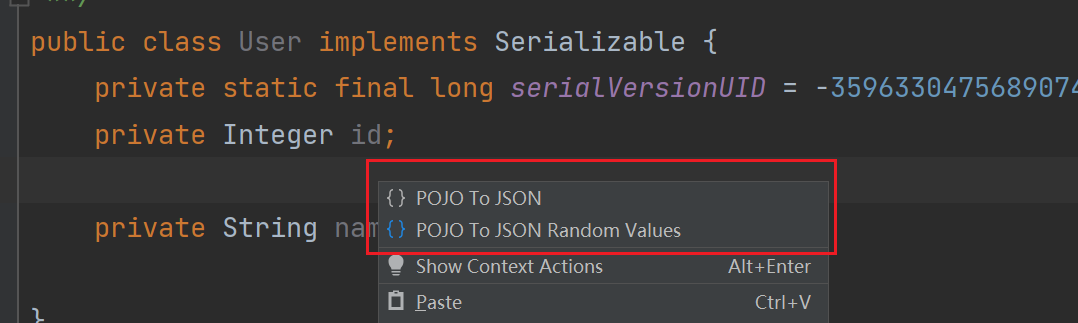 public class User implements Serializable {
private static final long serialVersionUID = -3596330475689074
private Integer id;
POJO To JSON
POJO To JSON Random Values
private String nam
Show Context Actions Alt+Enter
Paste Ctrl+V
}